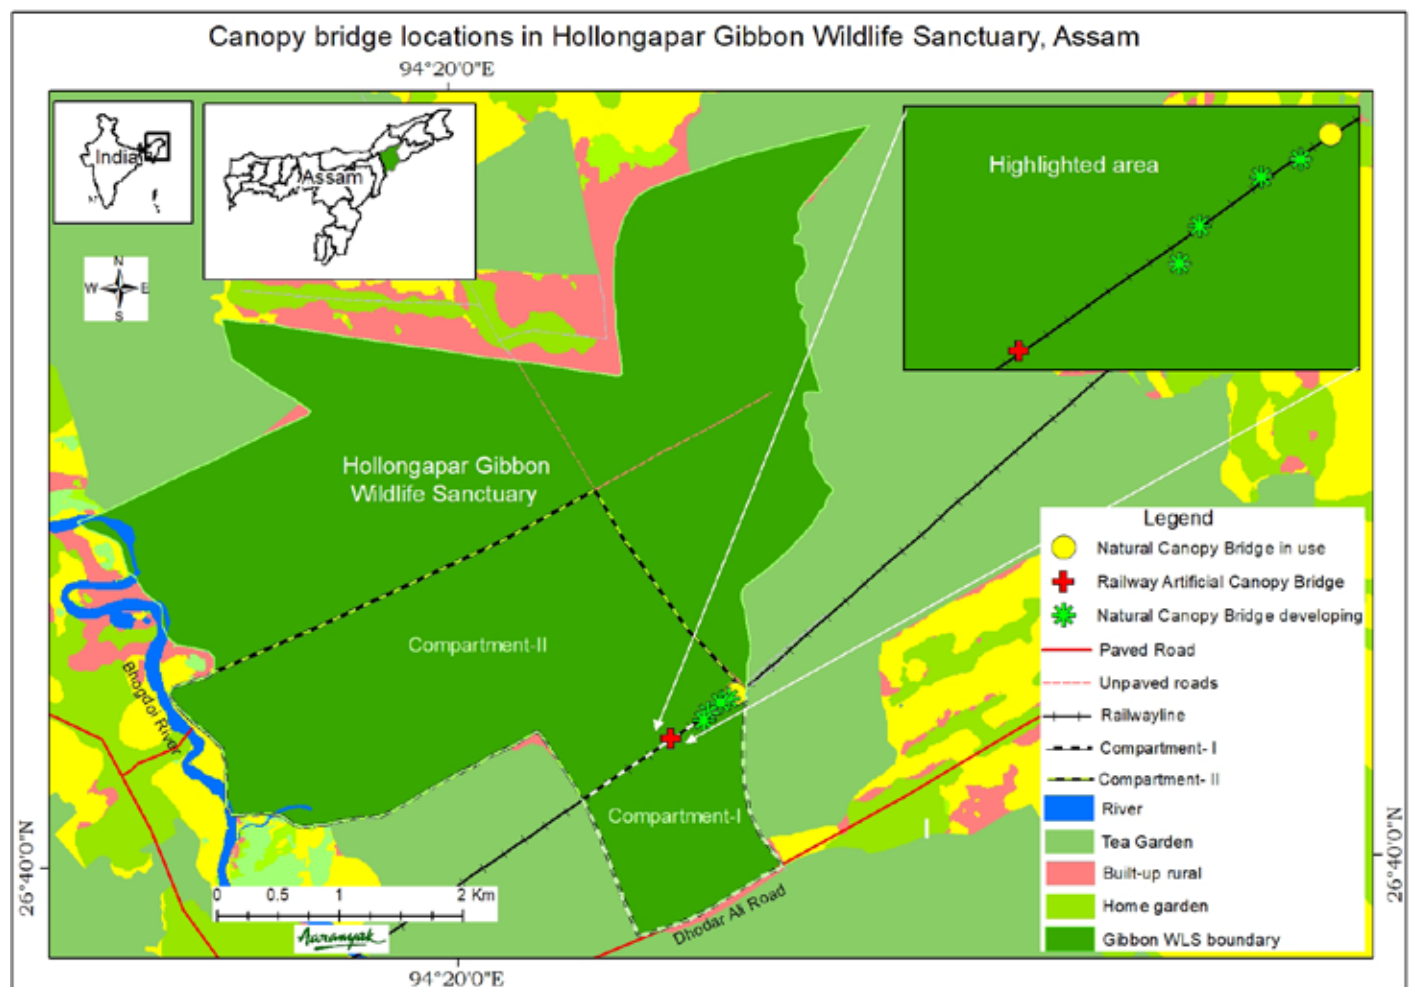 Canopy bridge locations in Hollongapar Gibbon Wildlife Sanctuary, Assam
94°20'0"E
India
Assam
N
W E
S
Highlighted area
Hollongapar Gibbon
Wildlife Sanctuary
Compartment-II
Bhogdoi River
Compartment-I
Dhodar Ali Road
Legend
Natural Canopy Bridge in use
Railway Artificial Canopy Bridge
Natural Canopy Bridge developing
Paved Road
Unpaved roads
Railwayline
Compartment- I
Compartment- II
River
Tea Garden
Built-up rural
Home garden
Gibbon WLS boundary
26°40'0"N
26°40'0"N
0 0.5 1 2 Km
Aaranyak
94°20'0"E